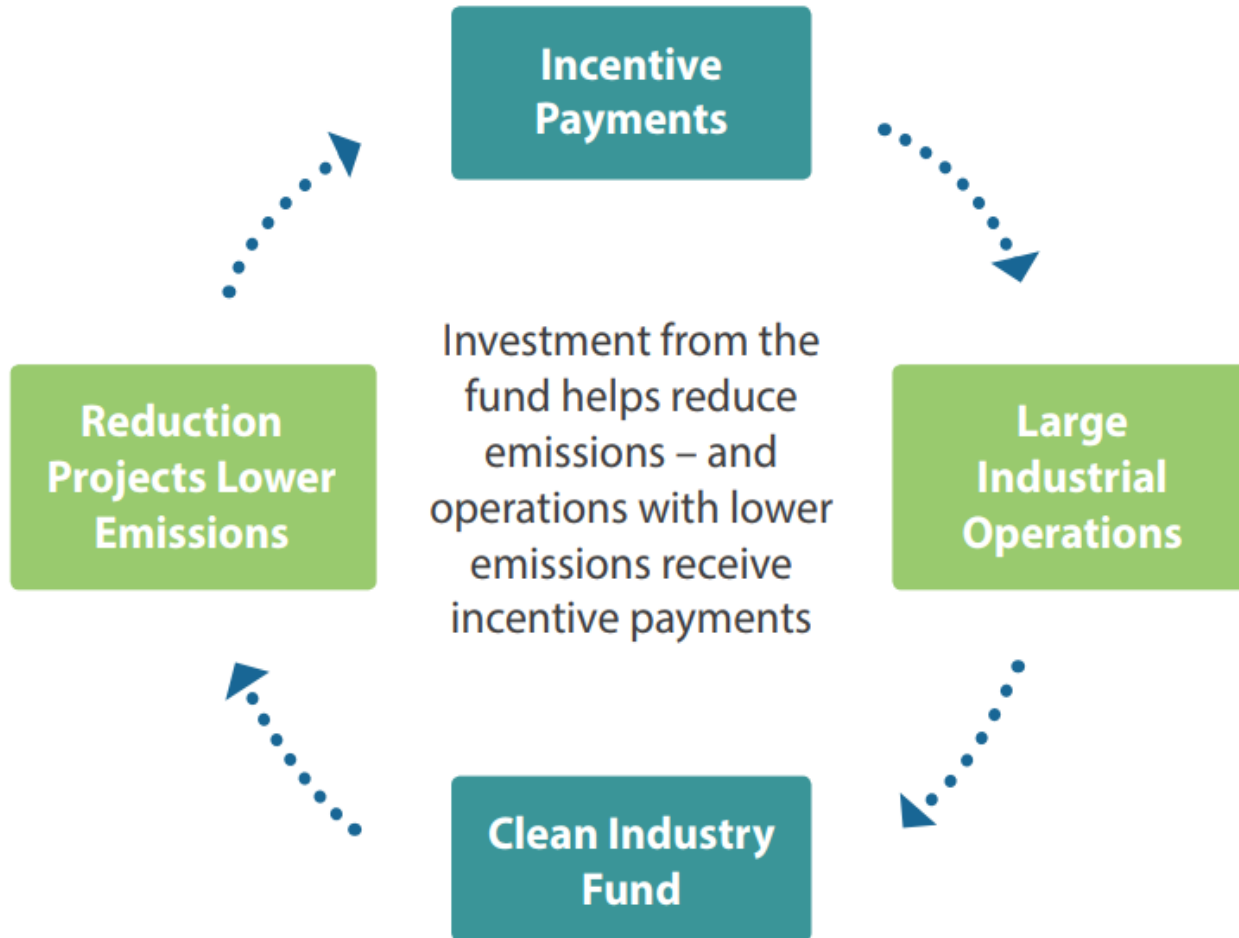 Incentive
Payments
Investment from the
fund helps reduce
emissions – and
operations with lower
emissions receive
incentive payments
Reduction
Projects Lower
Emissions
Large
Industrial
Operations
Clean Industry
Fund